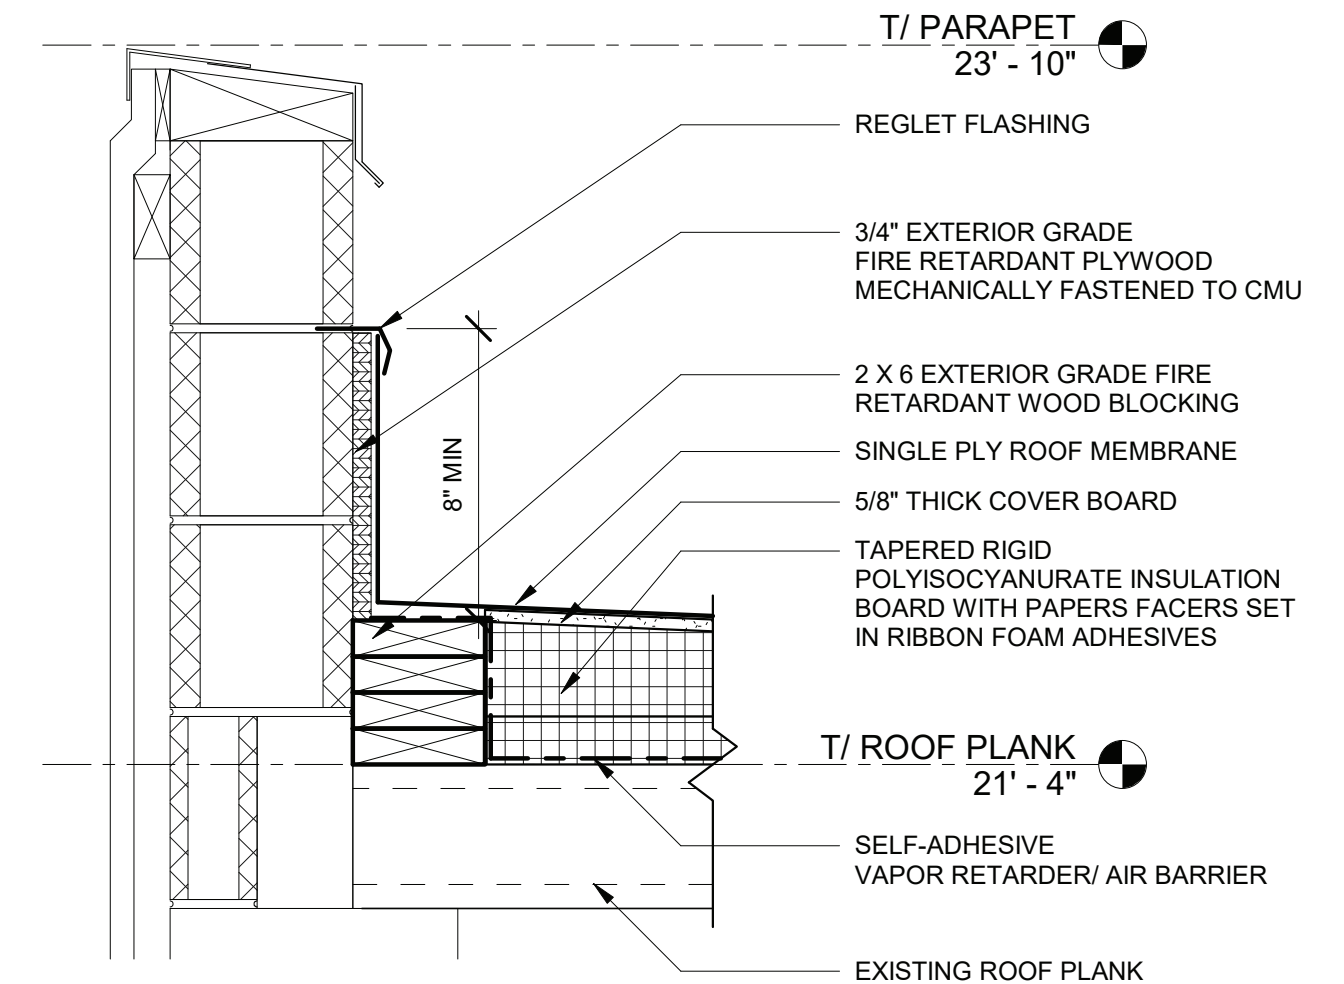 T/ PARAPET
23' - 10"
REGLET FLASHING
3/4" EXTERIOR GRADE
FIRE RETARDANT PLYWOOD
MECHANICALLY FASTENED TO CMU
2 X 6 EXTERIOR GRADE FIRE
RETARDANT WOOD BLOCKING
8" MIN
SINGLE PLY ROOF MEMBRANE
5/8" THICK COVER BOARD
TAPERED RIGID
POLYISOCYANURATE INSULATION
BOARD WITH PAPERS FACERS SET
IN RIBBON FOAM ADHESIVES
T/ ROOF PLANK
21' - 4"
SELF-ADHESIVE
VAPOR RETARDER/ AIR BARRIER
EXISTING ROOF PLANK